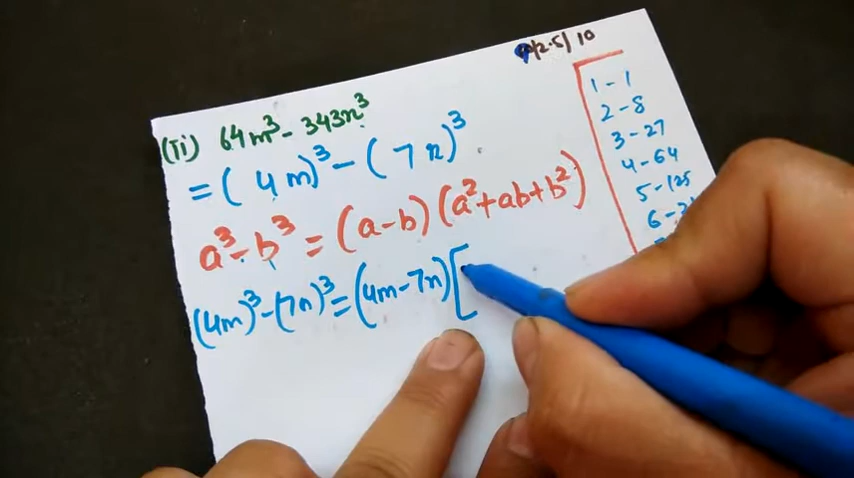 9/2.5/10
(ii) 64m³ - 343n³
= (4m)³ - (7n)³
a³-b³ = (a-b)(a²+ab+b²)
(4m)³-(7n)³=(4m-7n)[
1-1
2-8
3-27
4-64
5-125